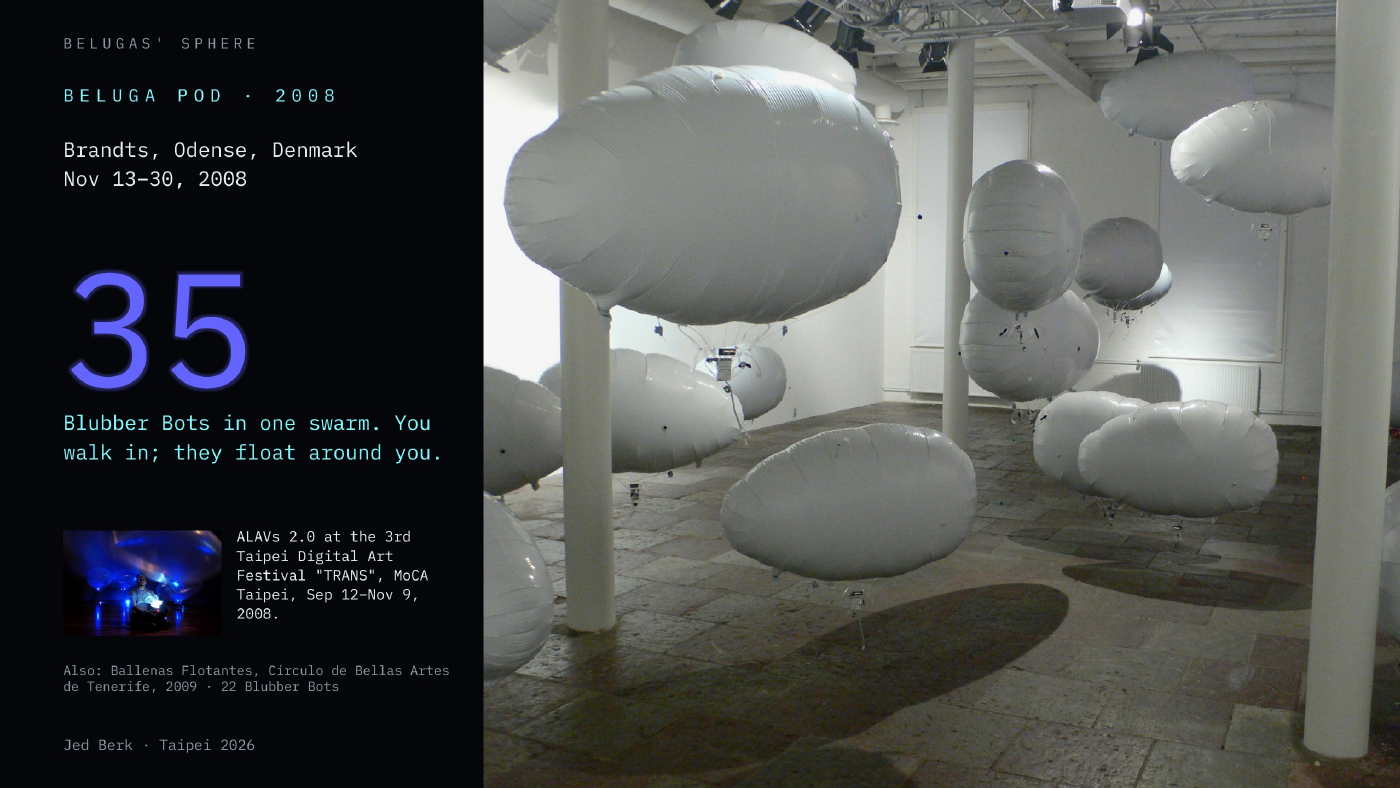 BELUGAS' SPHERE
BELUGA POD · 2008
Brandts, Odense, Denmark
Nov 13–30, 2008
35
Blubber Bots in one swarm. You
walk in; they float around you.
ALAVs 2.0 at the 3rd
Taipei Digital Art
Festival "TRANS", MoCA
Taipei, Sep 12–Nov 9,
2008.
Also: Ballenas Flotantes, Círculo de Bellas Artes
de Tenerife, 2009 · 22 Blubber Bots
Jed Berk · Taipei 2026